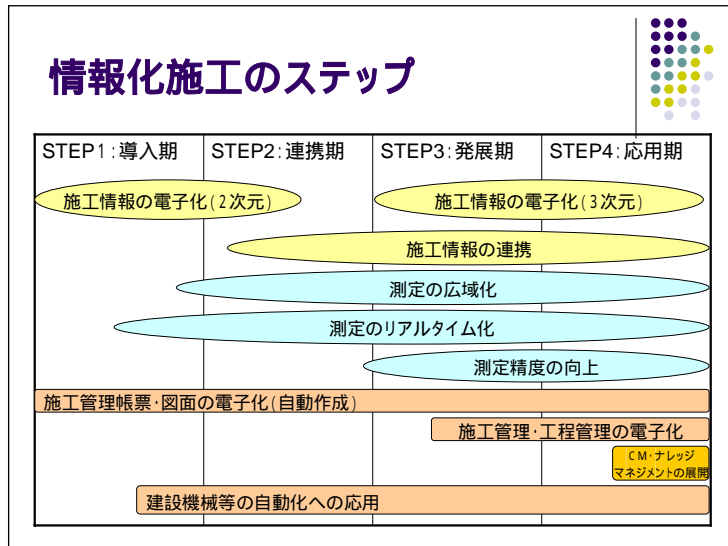 情報化施工のステップ
STEP1:導入期 STEP2:連携期 STEP3:発展期 STEP4:応用期
施工情報の電子化(2次元) 施工情報の電子化(3次元)
施工情報の連携
測定の広域化
測定のリアルタイム化
測定精度の向上
施工管理帳票・図面の電子化(自動作成)
施工管理・工程管理の電子化
CM・ナレッジ
マネジメントの展開
建設機械等の自動化への応用